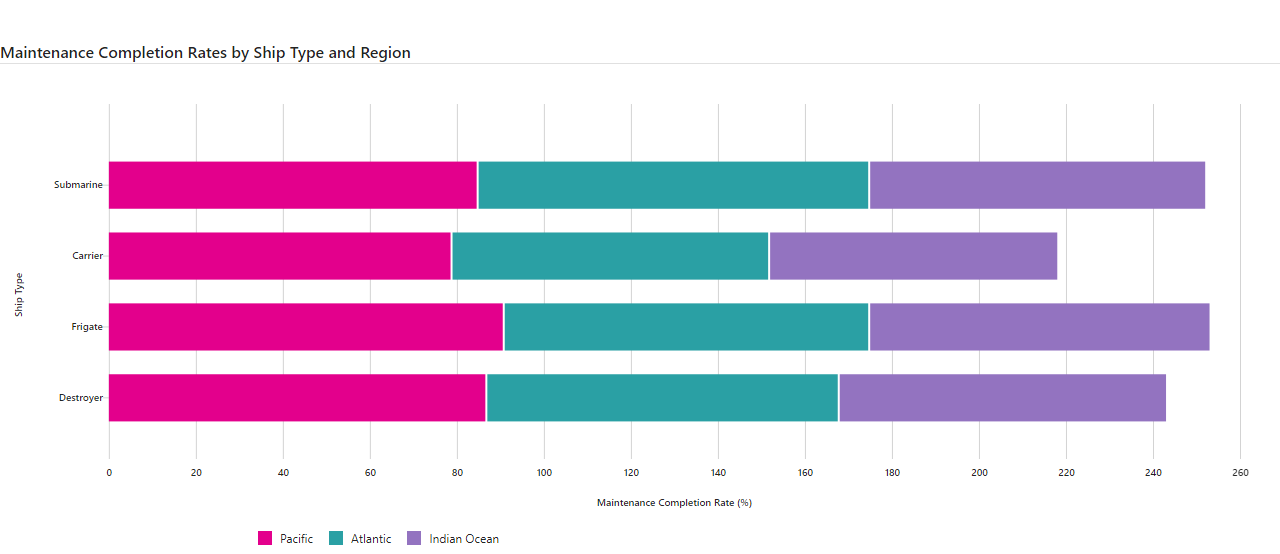 Maintenance Completion Rates by Ship Type and Region
Submarine
Carrier
Frigate
Destroyer
Ship Type
0 20 40 60 80 100 120 140 160 180 200 220 240 260
Maintenance Completion Rate (%)
Pacific Atlantic Indian Ocean